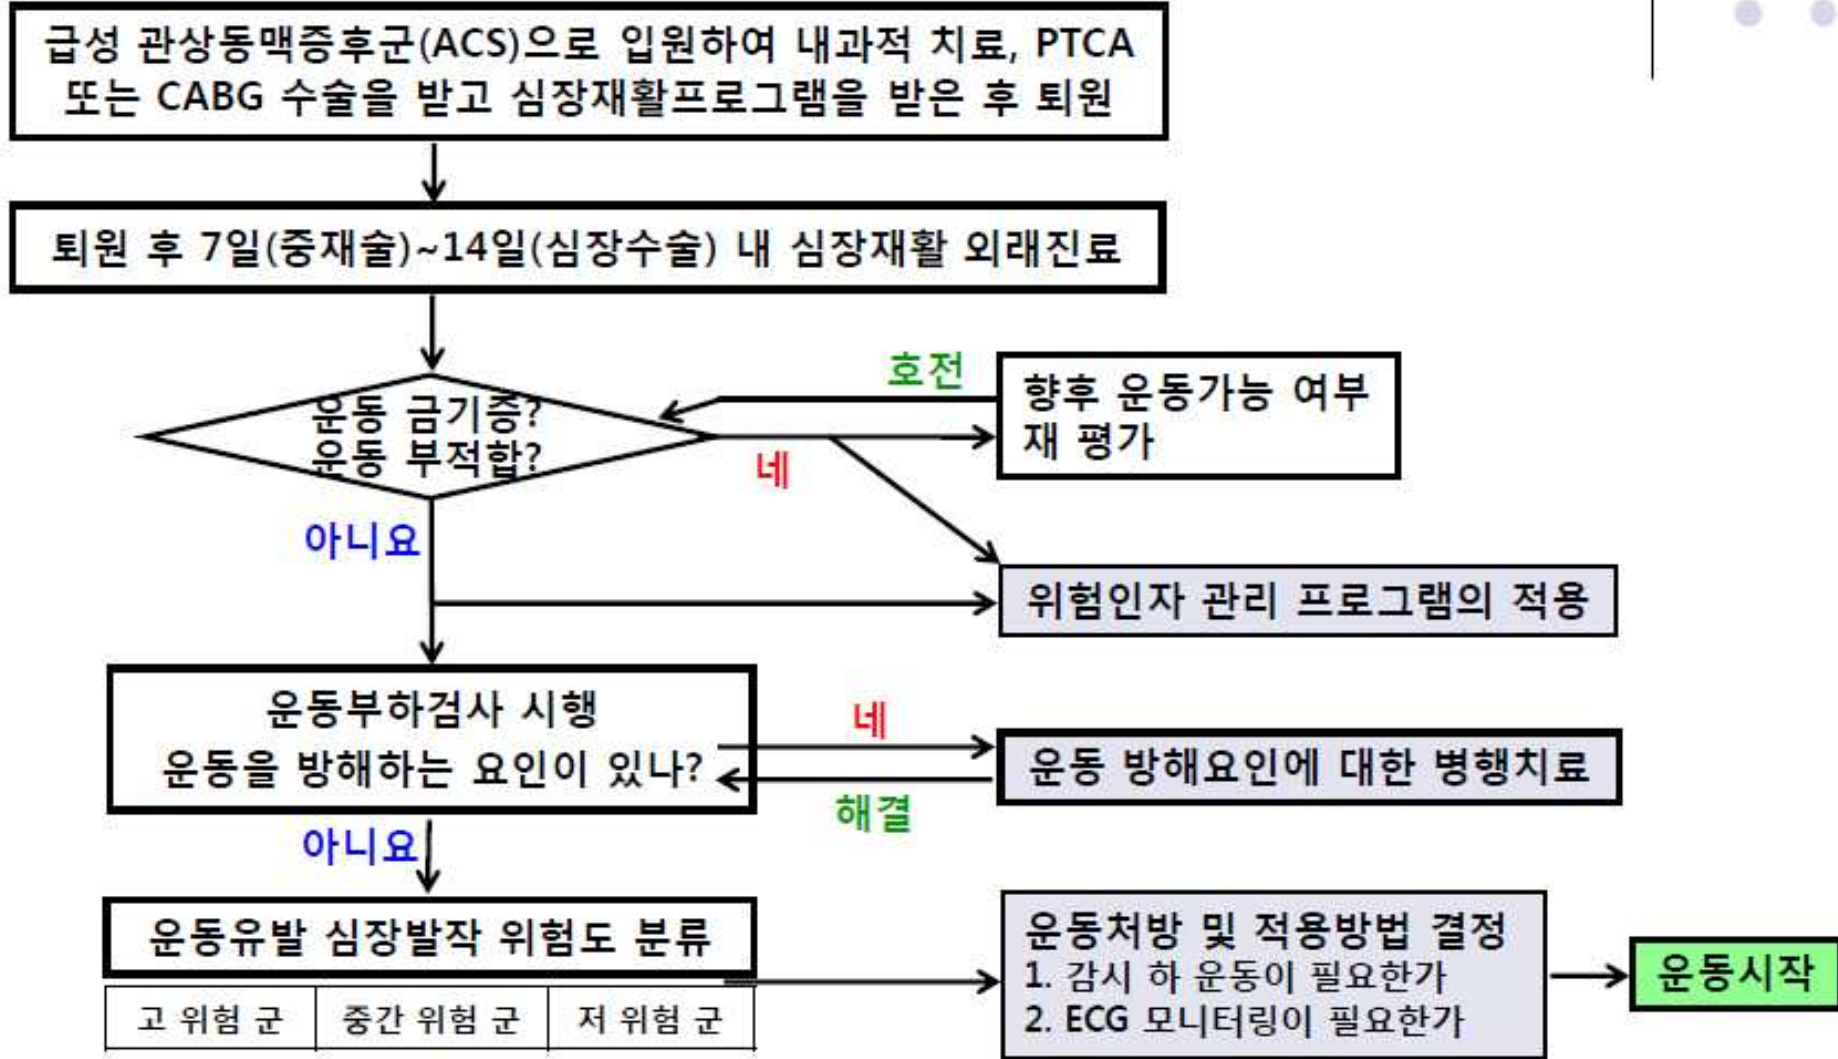 급성 관상동맥증후군(ACS)으로 입원하여 내과적 치료, PTCA
또는 CABG 수술을 받고 심장재활프로그램을 받은 후 퇴원
퇴원 후 7일(중재술)~14일(심장수술) 내 심장재활 외래진료
운동 금기증?
운동 부적합?
호전
네
향후 운동가능 여부
재 평가
아니요
위험인자 관리 프로그램의 적용
운동부하검사 시행
운동을 방해하는 요인이 있나?
네
해결
운동 방해요인에 대한 병행치료
아니요
운동유발 심장발작 위험도 분류
고 위험 군
중간 위험 군
저 위험 군
운동처방 및 적용방법 결정
1. 감시 하 운동이 필요한가
2. ECG 모니터링이 필요한가
운동시작